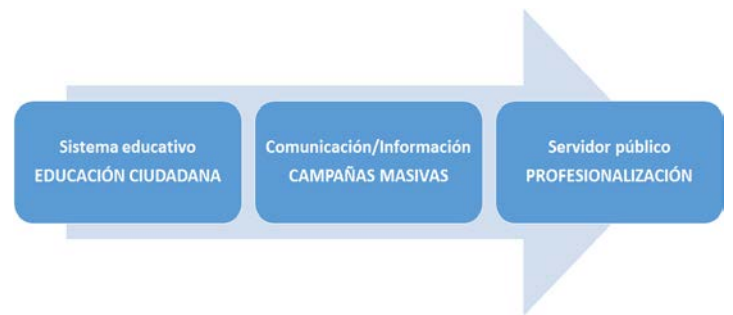 Sistema educativo
EDUCACIÓN CIUDADANA
Comunicación/Información
CAMPAÑAS MASIVAS
Servidor público
PROFESIONALIZACIÓN